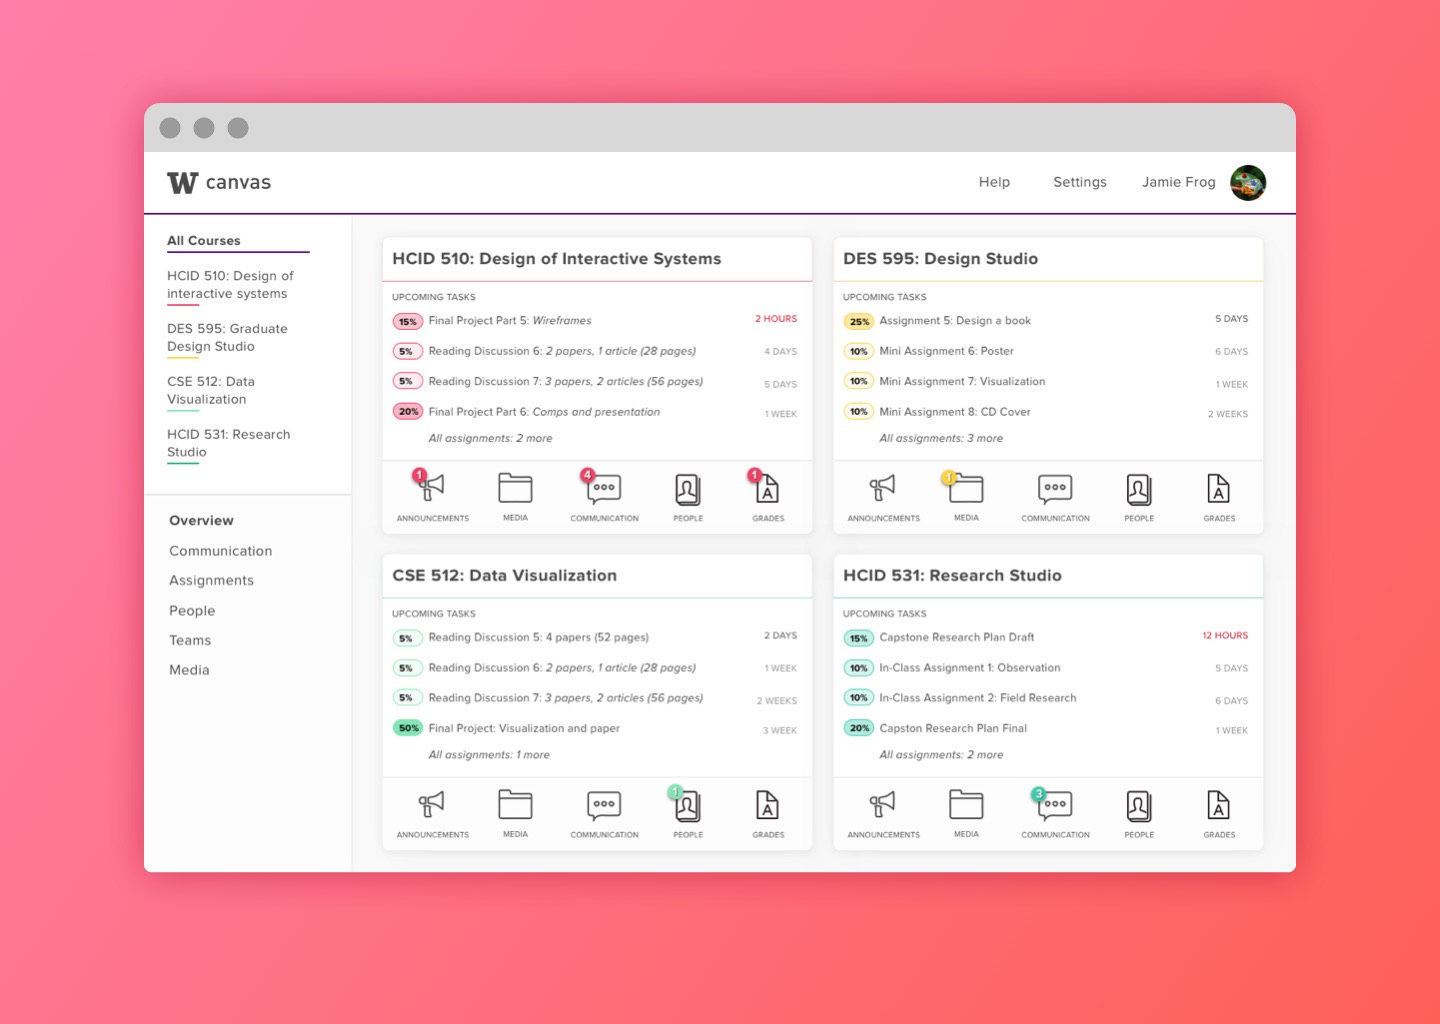 W canvas
Help Settings Jamie Frog
All Courses
HCID 510: Design of
interactive systems
DES 595: Graduate
Design Studio
CSE 512: Data
Visualization
HCID 531: Research
Studio
Overview
Communication
Assignments
People
Teams
Media
HCID 510: Design of Interactive Systems
UPCOMING TASKS
15% Final Project Part 5: Wireframes 2 HOURS
5% Reading Discussion 6: 2 papers, 1 article (28 pages) 4 DAYS
5% Reading Discussion 7: 3 papers, 2 articles (56 pages) 5 DAYS
20% Final Project Part 6: Comps and presentation 1 WEEK
All assignments: 2 more
1 4 1
A
ANNOUNCEMENTS MEDIA COMMUNICATION PEOPLE GRADES
DES 595: Design Studio
UPCOMING TASKS
25% Assignment 5: Design a book 5 DAYS
10% Mini Assignment 6: Poster 6 DAYS
10% Mini Assignment 7: Visualization 1 WEEK
10% Mini Assignment 8: CD Cover 2 WEEKS
All assignments: 3 more
1
A
ANNOUNCEMENTS MEDIA COMMUNICATION PEOPLE GRADES
CSE 512: Data Visualization
UPCOMING TASKS
5% Reading Discussion 5: 4 papers (52 pages) 2 DAYS
5% Reading Discussion 6: 2 papers, 1 article (28 pages) 1 WEEK
5% Reading Discussion 7: 3 papers, 2 articles (56 pages) 2 WEEKS
50% Final Project: Visualization and paper 3 WEEK
All assignments: 1 more
1
A
ANNOUNCEMENTS MEDIA COMMUNICATION PEOPLE GRADES
HCID 531: Research Studio
UPCOMING TASKS
15% Capstone Research Plan Draft 12 HOURS
10% In-Class Assignment 1: Observation 5 DAYS
10% In-Class Assignment 2: Field Research 6 DAYS
20% Capston Research Plan Final 1 WEEK
All assignments: 2 more
3
A
ANNOUNCEMENTS MEDIA COMMUNICATION PEOPLE GRADES